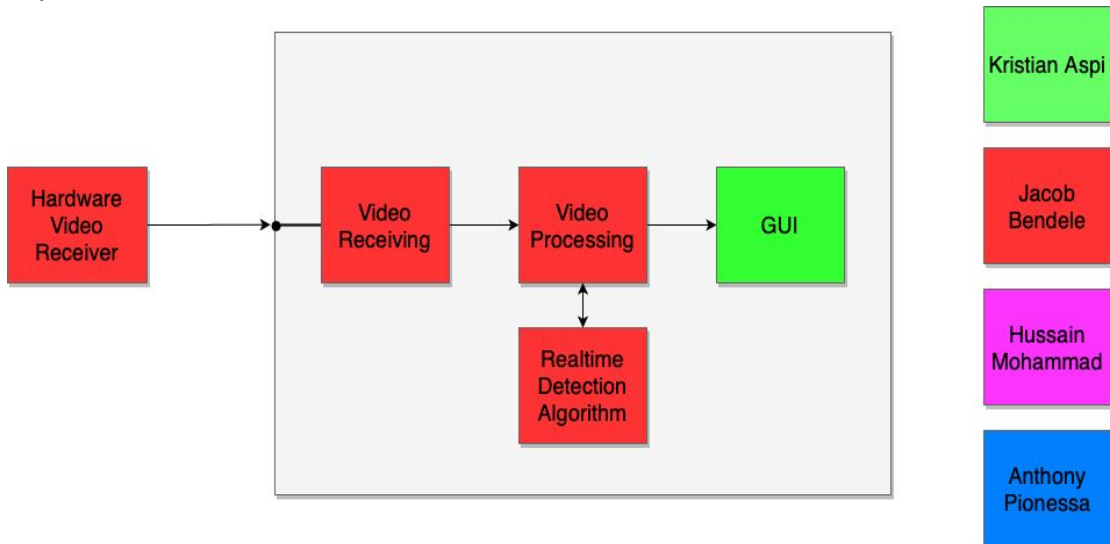 Hardware
Video
Receiver
Video
Receiving
Video
Processing
GUI
Realtime
Detection
Algorithm
Kristian Aspi
Jacob
Bendele
Hussain
Mohammad
Anthony
Pionessa